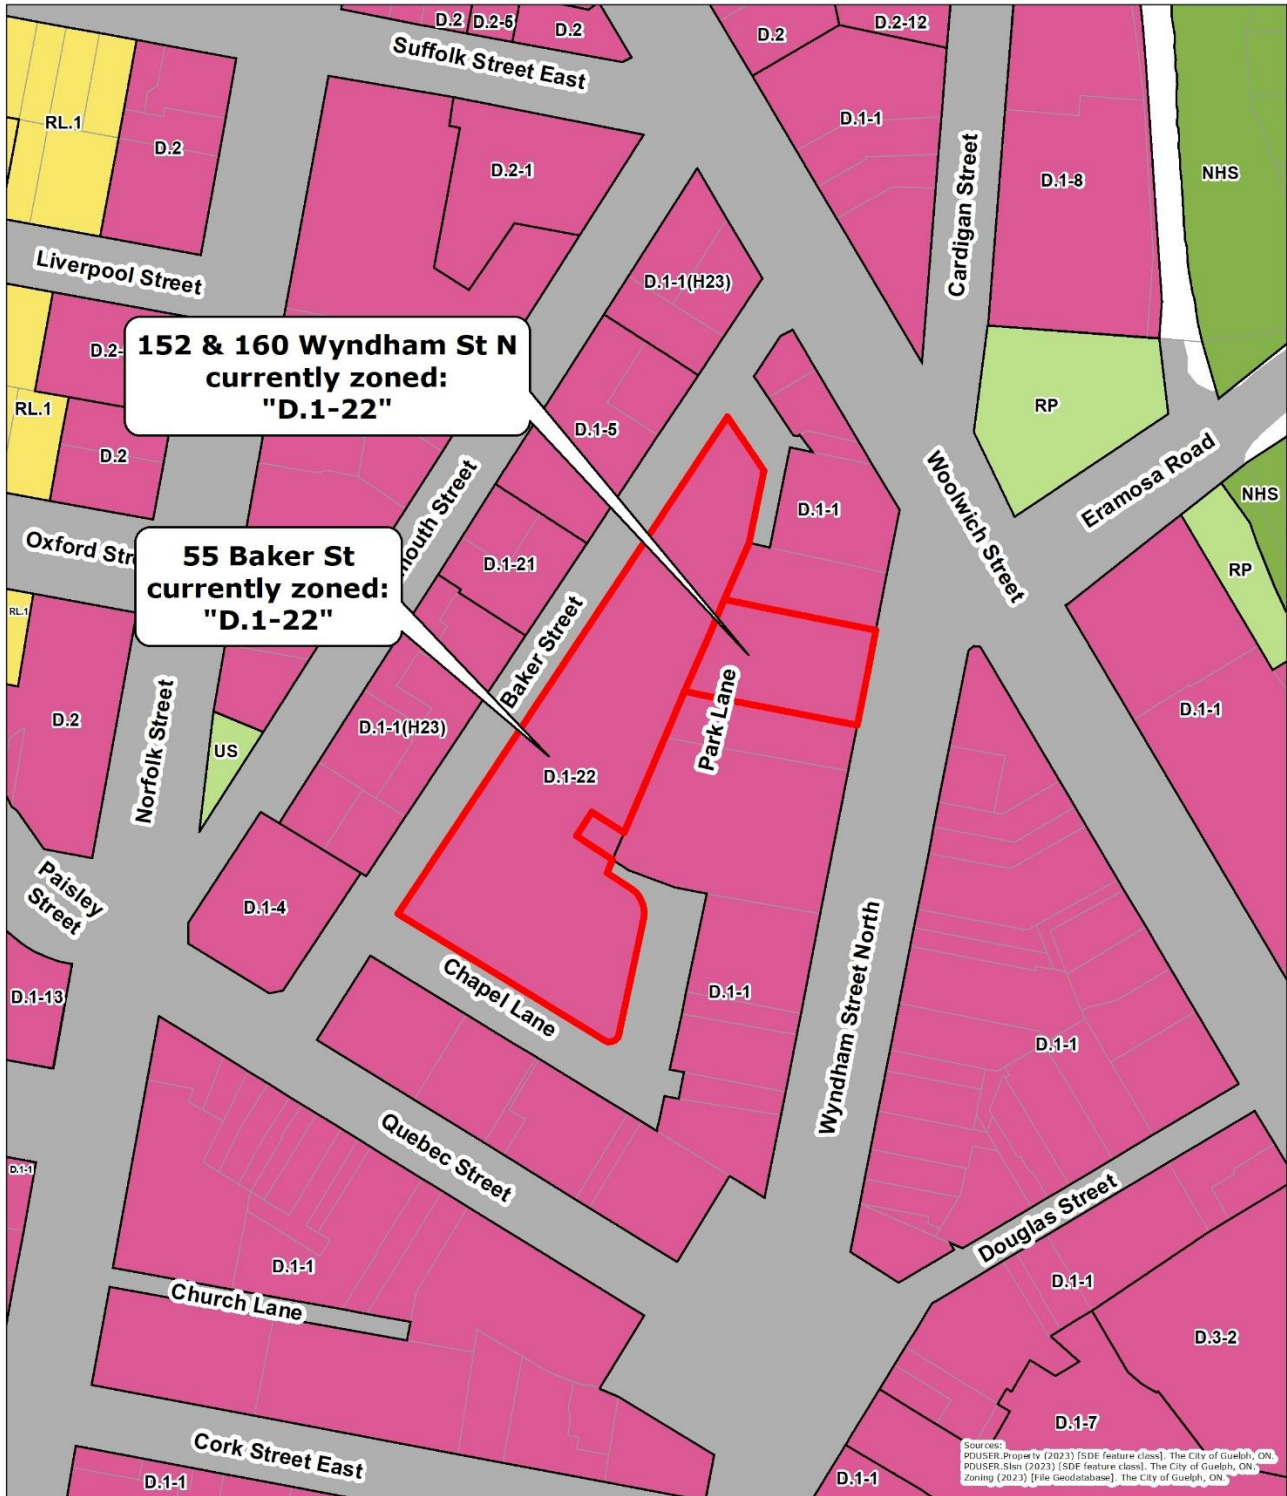 D.2
D.2-5
D.2
D.2
D.2-12
Suffolk Street East
RL.1
D.2
D.2-1
D.1-1
Cardigan Street
D.1-8
NHS
Liverpool Street
D.1-1(H23)
D.2-
152 & 160 Wyndham St N
currently zoned:
"D.1-22"
RL.1
D.2
D.1-5
RP
D.1-1
Woolwich Street
Eramosa Road
NHS
Oxford Stre
mouth Street
55 Baker St
currently zoned:
"D.1-22"
D.1-21
RP
RL.1
Baker Street
D.2
Norfolk Street
US
D.1-1(H23)
Park Lane
D.1-1
D.1-22
Paisley
Street
D.1-4
Chapel Lane
Wyndham Street North
D.1-13
D.1-1
D.1-1
Quebec Street
D.1-1
Douglas Street
D.1-1
D.1-1
Church Lane
D.3-2
D.1-7
Cork Street East
D.1-1
D.1-1
Sources:
PDUSER.Property (2023) [SDE feature class]. The City of Guelph, ON.
PDUSER.Slsn (2023) [SDE feature class]. The City of Guelph, ON.
Zoning (2023) [File Geodatabase]. The City of Guelph, ON.